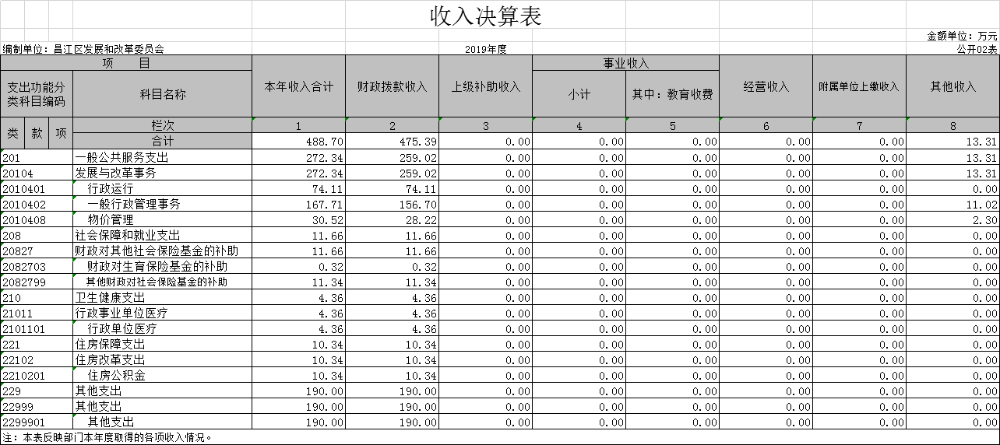 收入决算表
金额单位：万元
编制单位：昌江区发展和改革委员会 2019年度 公开02表
项 目 本年收入合计 财政拨款收入 上级补助收入 事业收入 经营收入 附属单位上缴收入 其他收入
支出功能分类科目编码 科目名称 小计 其中：教育收费
类 款 项 栏次 1 2 3 4 5 6 7 8
合计 488.70 475.39 0.00 0.00 0.00 0.00 0.00 13.31
201 一般公共服务支出 272.34 259.02 0.00 0.00 0.00 0.00 0.00 13.31
20104 发展与改革事务 272.34 259.02 0.00 0.00 0.00 0.00 0.00 13.31
2010401 行政运行 74.11 74.11 0.00 0.00 0.00 0.00 0.00 0.00
2010402 一般行政管理事务 167.71 156.70 0.00 0.00 0.00 0.00 0.00 11.02
2010408 物价管理 30.52 28.22 0.00 0.00 0.00 0.00 0.00 2.30
208 社会保障和就业支出 11.66 11.66 0.00 0.00 0.00 0.00 0.00 0.00
20827 财政对其他社会保险基金的补助 11.66 11.66 0.00 0.00 0.00 0.00 0.00 0.00
2082703 财政对生育保险基金的补助 0.32 0.32 0.00 0.00 0.00 0.00 0.00 0.00
2082799 其他财政对社会保险基金的补助 11.34 11.34 0.00 0.00 0.00 0.00 0.00 0.00
210 卫生健康支出 4.36 4.36 0.00 0.00 0.00 0.00 0.00 0.00
21011 行政事业单位医疗 4.36 4.36 0.00 0.00 0.00 0.00 0.00 0.00
2101101 行政单位医疗 4.36 4.36 0.00 0.00 0.00 0.00 0.00 0.00
221 住房保障支出 10.34 10.34 0.00 0.00 0.00 0.00 0.00 0.00
22102 住房改革支出 10.34 10.34 0.00 0.00 0.00 0.00 0.00 0.00
2210201 住房公积金 10.34 10.34 0.00 0.00 0.00 0.00 0.00 0.00
229 其他支出 190.00 190.00 0.00 0.00 0.00 0.00 0.00 0.00
22999 其他支出 190.00 190.00 0.00 0.00 0.00 0.00 0.00 0.00
2299901 其他支出 190.00 190.00 0.00 0.00 0.00 0.00 0.00 0.00
注：本表反映部门本年度取得的各项收入情况。